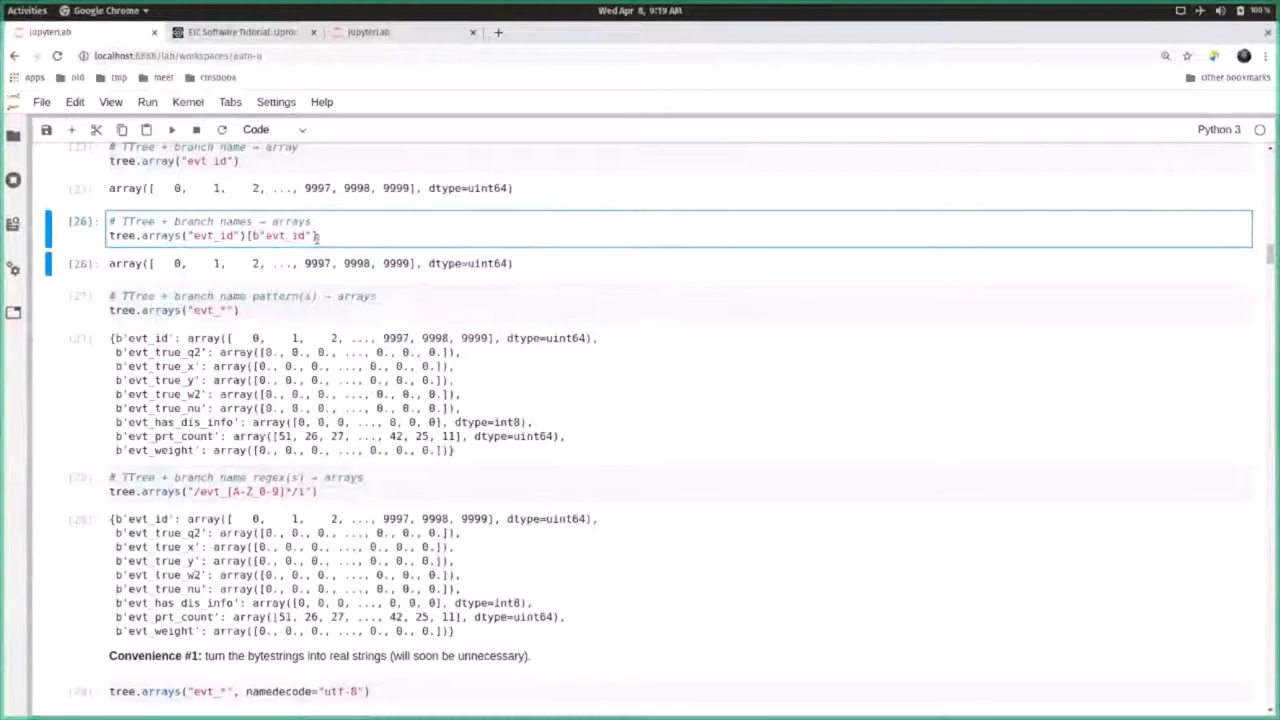 Activities
Google Chrome
Wed Apr 8, 9:19 AM
100 %
JupyterLab
EIC Software Tutorial: Uproo
JupyterLab
localhost:8888/lab/workspaces/auto-u
Apps
old
tmp
meet
cmsbook
Other bookmarks
File Edit View Run Kernel Tabs Settings Help
Code
Python 3
[23]: # TTree + branch name → array
tree.array("evt_id")
[23]: array([ 0, 1, 2, ..., 9997, 9998, 9999], dtype=uint64)
[26]: # TTree + branch names → arrays
tree.arrays("evt_id")[b"evt_id"]
[26]: array([ 0, 1, 2, ..., 9997, 9998, 9999], dtype=uint64)
[27]: # TTree + branch name pattern(s) → arrays
tree.arrays("evt_*")
[27]: {b'evt_id': array([ 0, 1, 2, ..., 9997, 9998, 9999], dtype=uint64),
b'evt_true_q2': array([0., 0., 0., ..., 0., 0., 0.]),
b'evt_true_x': array([0., 0., 0., ..., 0., 0., 0.]),
b'evt_true_y': array([0., 0., 0., ..., 0., 0., 0.]),
b'evt_true_w2': array([0., 0., 0., ..., 0., 0., 0.]),
b'evt_true_nu': array([0., 0., 0., ..., 0., 0., 0.]),
b'evt_has_dis_info': array([0, 0, 0, ..., 0, 0, 0], dtype=int8),
b'evt_prt_count': array([51, 26, 27, ..., 42, 25, 11], dtype=uint64),
b'evt_weight': array([0., 0., 0., ..., 0., 0., 0.])}
[28]: # TTree + branch name regex(s) → arrays
tree.arrays("/evt_[A-Z_0-9]*/i")
[28]: {b'evt_id': array([ 0, 1, 2, ..., 9997, 9998, 9999], dtype=uint64),
b'evt_true_q2': array([0., 0., 0., ..., 0., 0., 0.]),
b'evt_true_x': array([0., 0., 0., ..., 0., 0., 0.]),
b'evt_true_y': array([0., 0., 0., ..., 0., 0., 0.]),
b'evt_true_w2': array([0., 0., 0., ..., 0., 0., 0.]),
b'evt_true_nu': array([0., 0., 0., ..., 0., 0., 0.]),
b'evt_has_dis_info': array([0, 0, 0, ..., 0, 0, 0], dtype=int8),
b'evt_prt_count': array([51, 26, 27, ..., 42, 25, 11], dtype=uint64),
b'evt_weight': array([0., 0., 0., ..., 0., 0., 0.])}
Convenience #1: turn the bytestrings into real strings (will soon be unnecessary).
[29]: tree.arrays("evt_*", namedecode="utf-8")